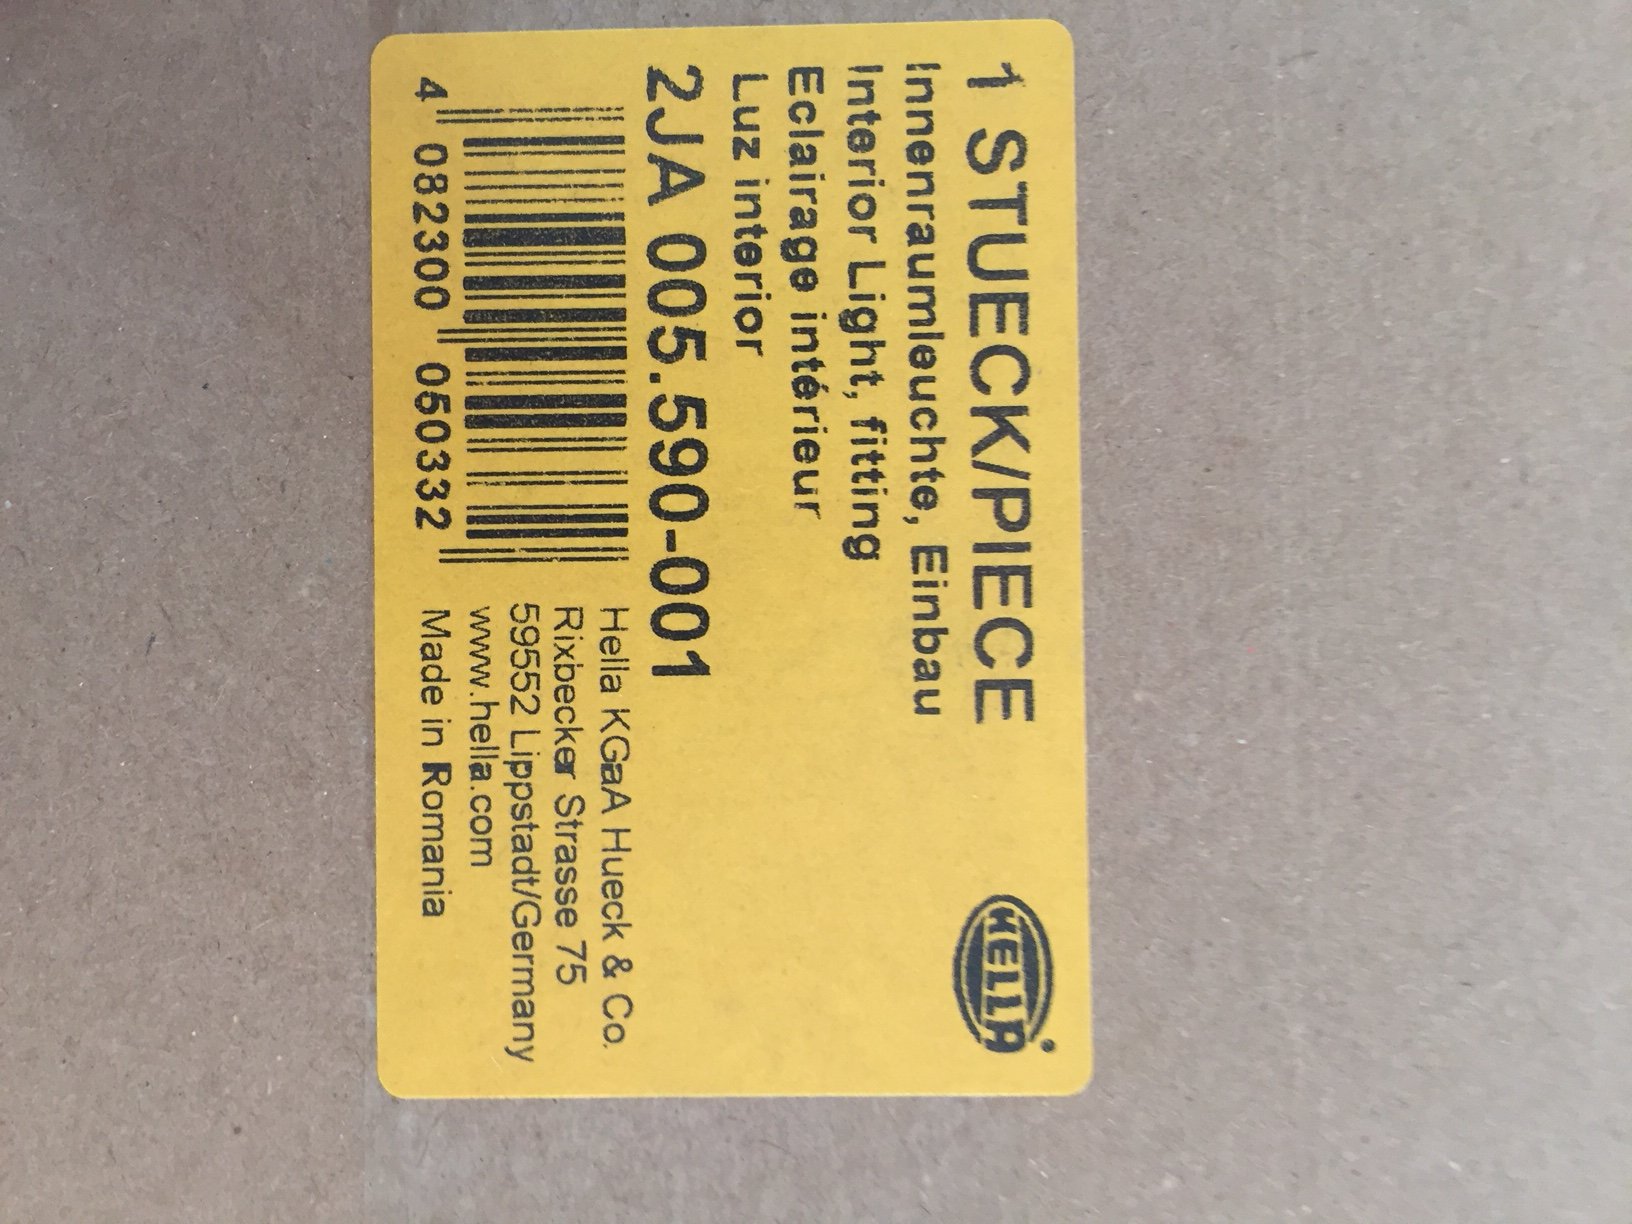 1 STUECK/PIECE
HELLA
Innenraumleuchte, Einbau
Interior Light, fitting
Eclairage intérieur
Luz interior
2JA 005.590-001
4 082300 050332
Hella KGaA Hueck & Co.
Rixbecker Strasse 75
59552 Lippstadt/Germany
www.hella.com
Made in Romania